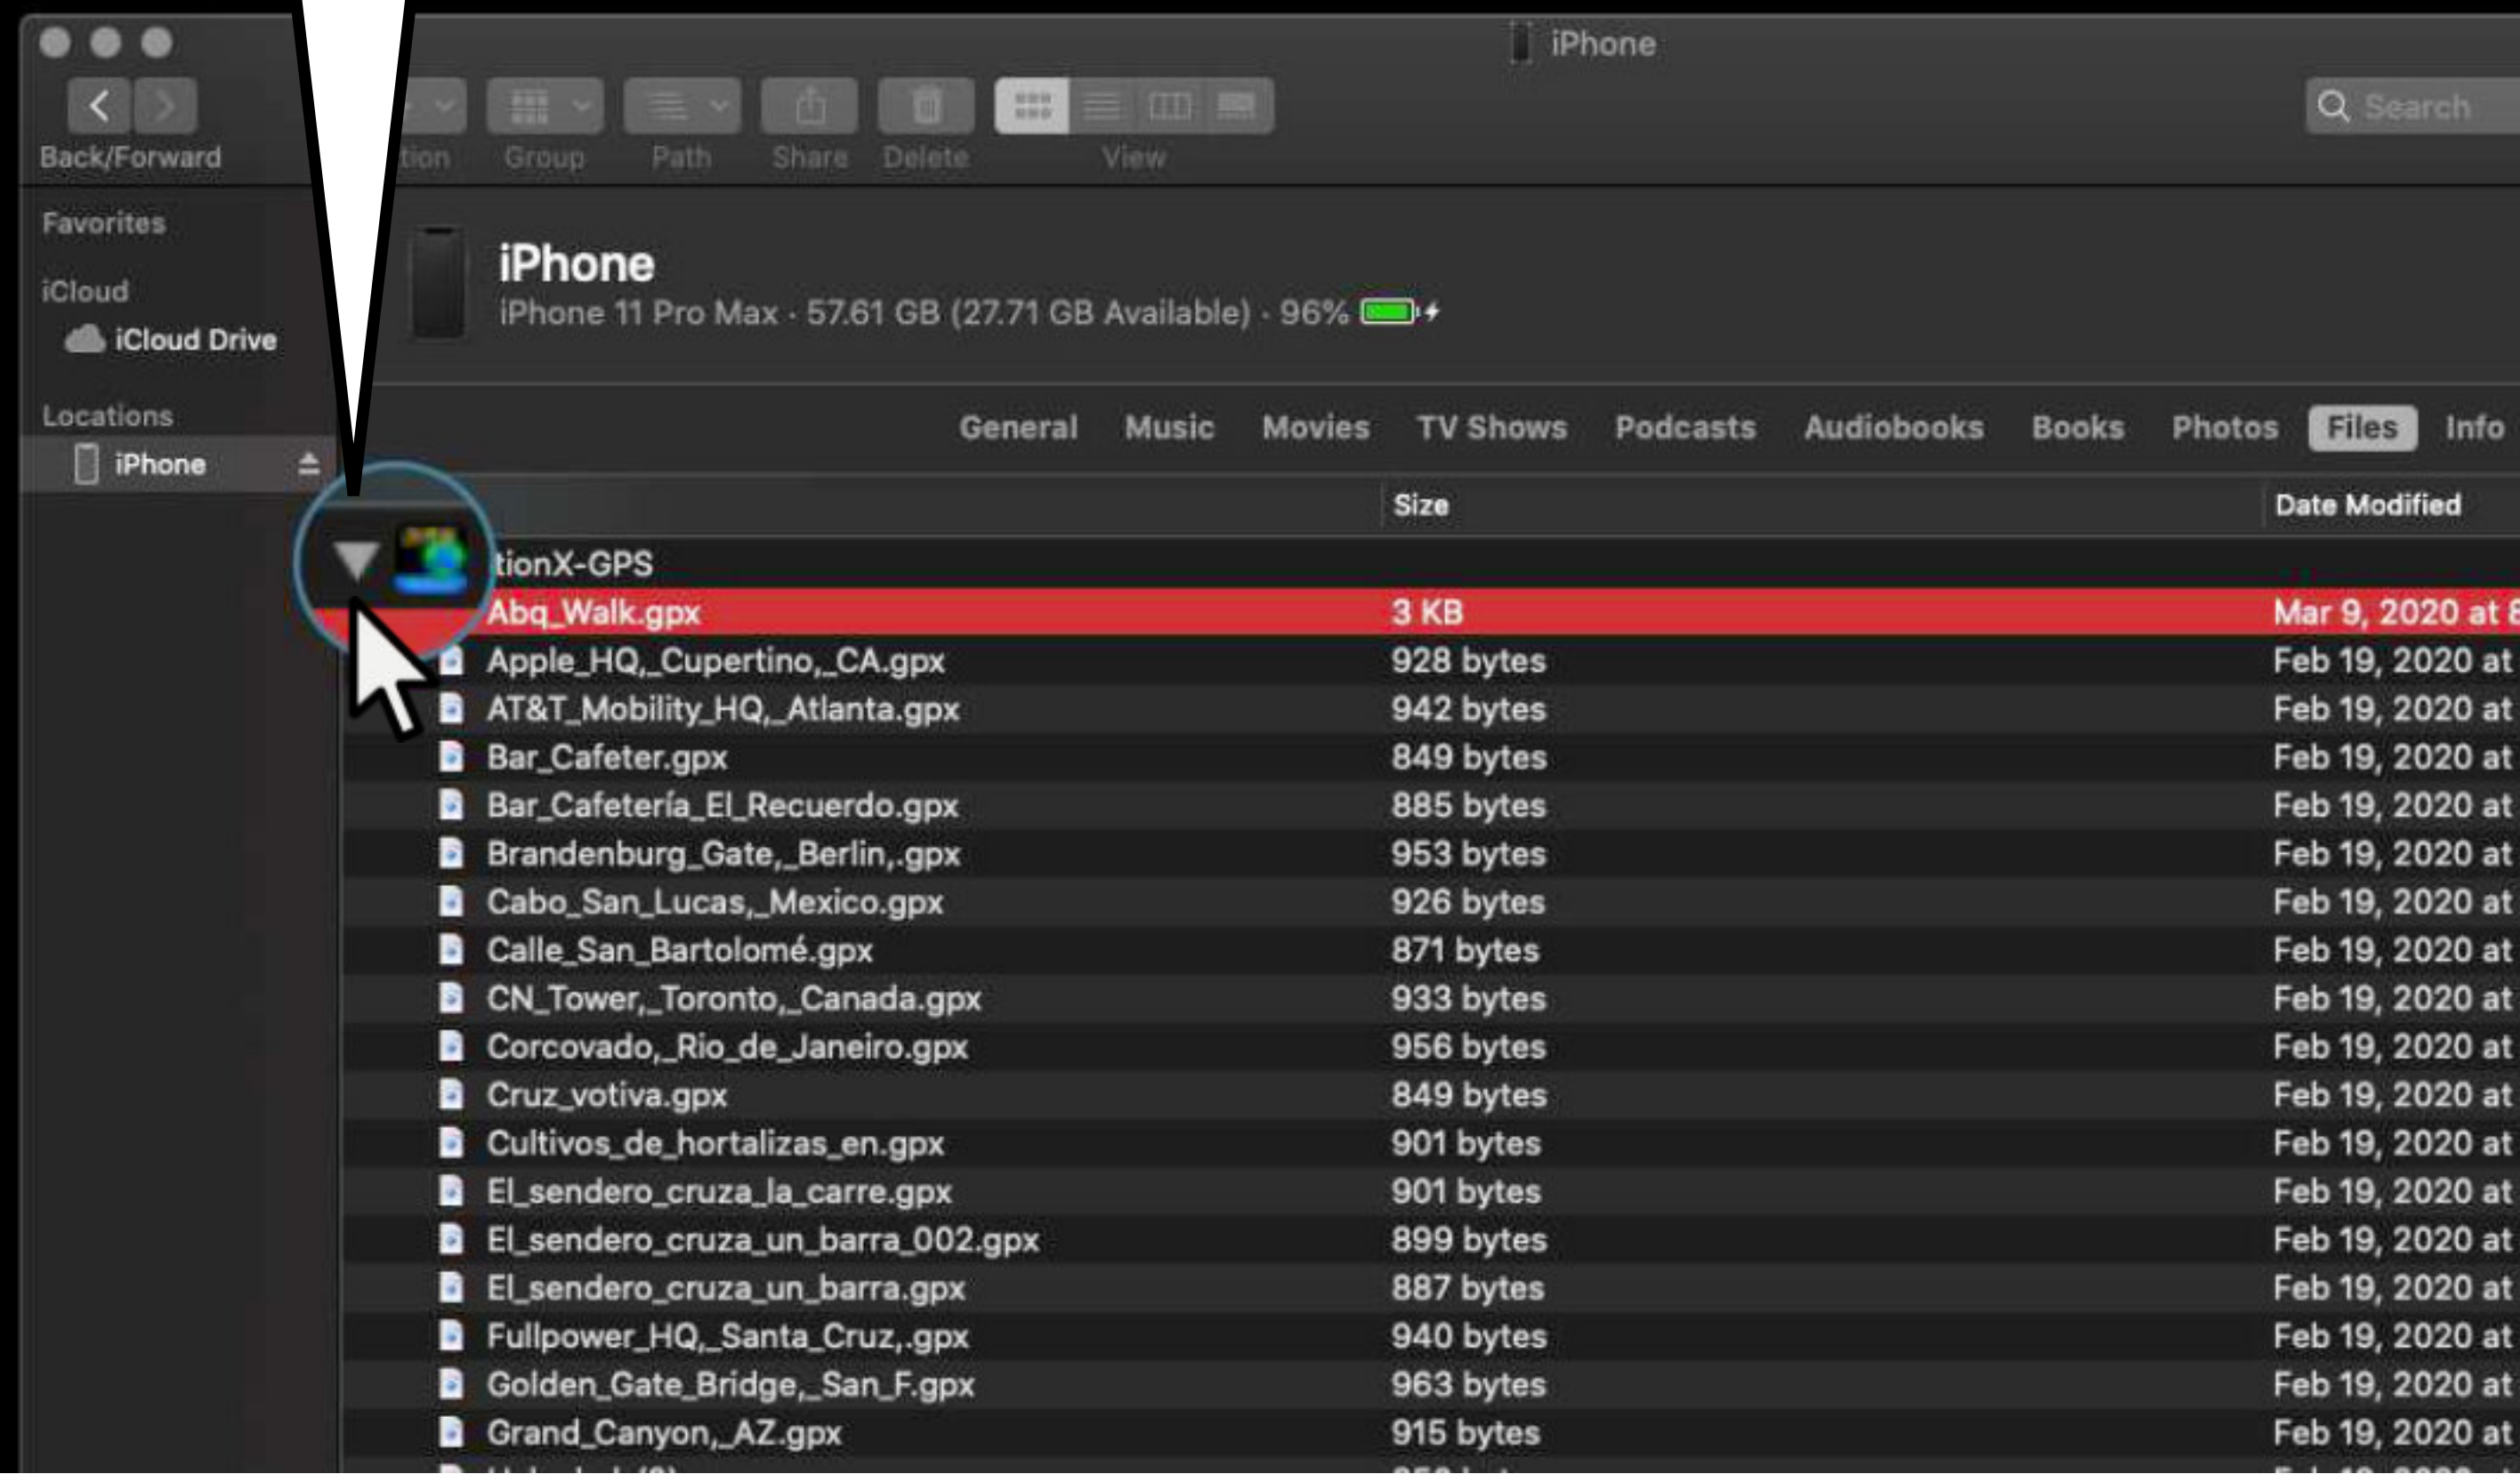 iPhone
Search
Back/Forward Group Path Share Delete View
Favorites
iCloud
iCloud Drive
Locations
iPhone
iPhone
iPhone 11 Pro Max · 57.61 GB (27.71 GB Available) · 96%
General Music Movies TV Shows Podcasts Audiobooks Books Photos Files Info
Size Date Modified
tionX-GPS
Abq_Walk.gpx 3 KB Mar 9, 2020 at 8
Apple_HQ,_Cupertino,_CA.gpx 928 bytes Feb 19, 2020 at
AT&T_Mobility_HQ,_Atlanta.gpx 942 bytes Feb 19, 2020 at
Bar_Cafeter.gpx 849 bytes Feb 19, 2020 at
Bar_Cafetería_El_Recuerdo.gpx 885 bytes Feb 19, 2020 at
Brandenburg_Gate,_Berlin,.gpx 953 bytes Feb 19, 2020 at
Cabo_San_Lucas,_Mexico.gpx 926 bytes Feb 19, 2020 at
Calle_San_Bartolomé.gpx 871 bytes Feb 19, 2020 at
CN_Tower,_Toronto,_Canada.gpx 933 bytes Feb 19, 2020 at
Corcovado,_Rio_de_Janeiro.gpx 956 bytes Feb 19, 2020 at
Cruz_votiva.gpx 849 bytes Feb 19, 2020 at
Cultivos_de_hortalizas_en.gpx 901 bytes Feb 19, 2020 at
El_sendero_cruza_la_carre.gpx 901 bytes Feb 19, 2020 at
El_sendero_cruza_un_barra_002.gpx 899 bytes Feb 19, 2020 at
El_sendero_cruza_un_barra.gpx 887 bytes Feb 19, 2020 at
Fullpower_HQ,_Santa_Cruz,.gpx 940 bytes Feb 19, 2020 at
Golden_Gate_Bridge,_San_F.gpx 963 bytes Feb 19, 2020 at
Grand_Canyon,_AZ.gpx 915 bytes Feb 19, 2020 at